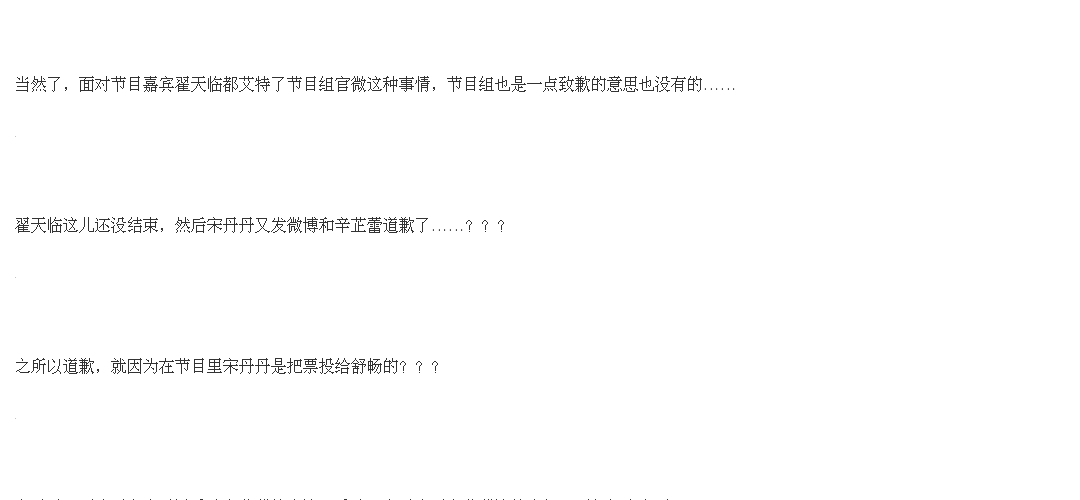 当然了，面对节目嘉宾翟天临都艾特了节目组官微这种事情，节目组也是一点致歉的意思也没有的……
翟天临这儿还没结束，然后宋丹丹又发微博和辛芷蕾道歉了……？？？
之所以道歉，就因为在节目里宋丹丹是把票投给舒畅的？？？